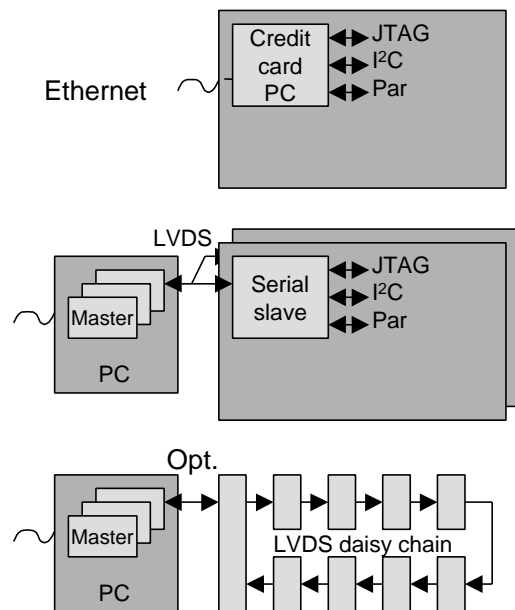 Ethernet
Credit
card
PC
JTAG
I²C
Par
LVDS
Master
PC
Serial
slave
JTAG
I²C
Par
Opt.
Master
PC
LVDS daisy chain